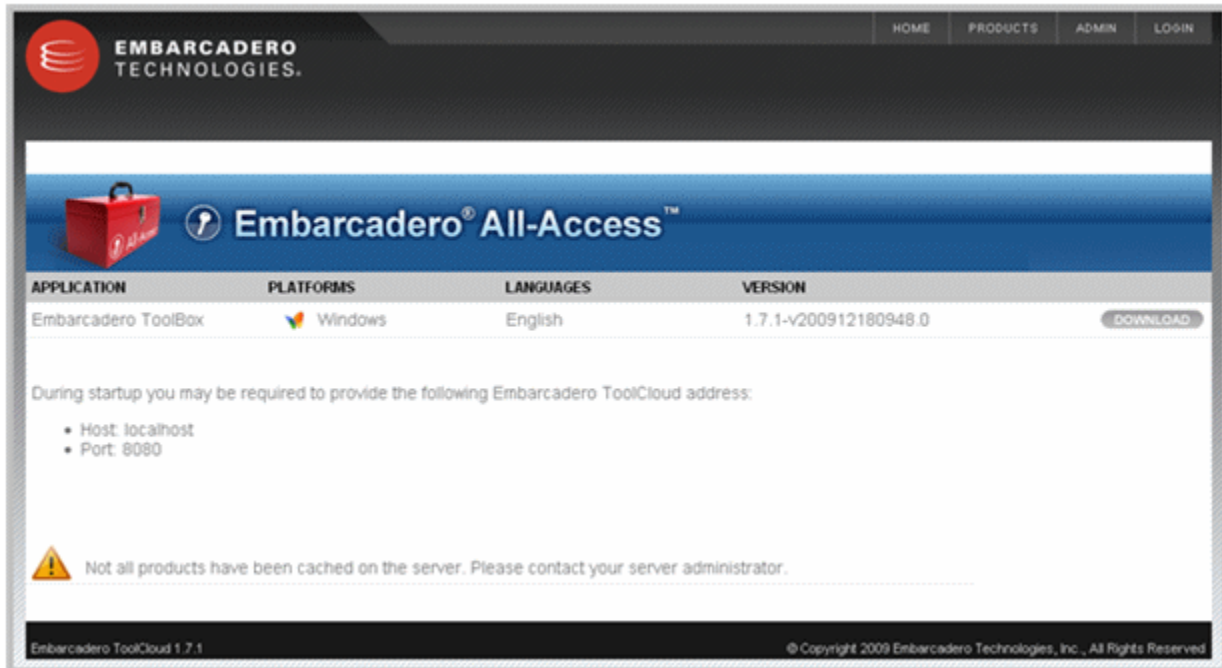 EMBARCADERO
TECHNOLOGIES.
HOME PRODUCTS ADMIN LOGIN
All-Access
Embarcadero® All-Access™
APPLICATION PLATFORMS LANGUAGES VERSION
Embarcadero ToolBox Windows English 1.7.1-v200912180948.0 DOWNLOAD
During startup you may be required to provide the following Embarcadero ToolCloud address:
• Host: localhost
• Port: 8080
Not all products have been cached on the server. Please contact your server administrator.
Embarcadero ToolCloud 1.7.1 © Copyright 2009 Embarcadero Technologies, Inc., All Rights Reserved